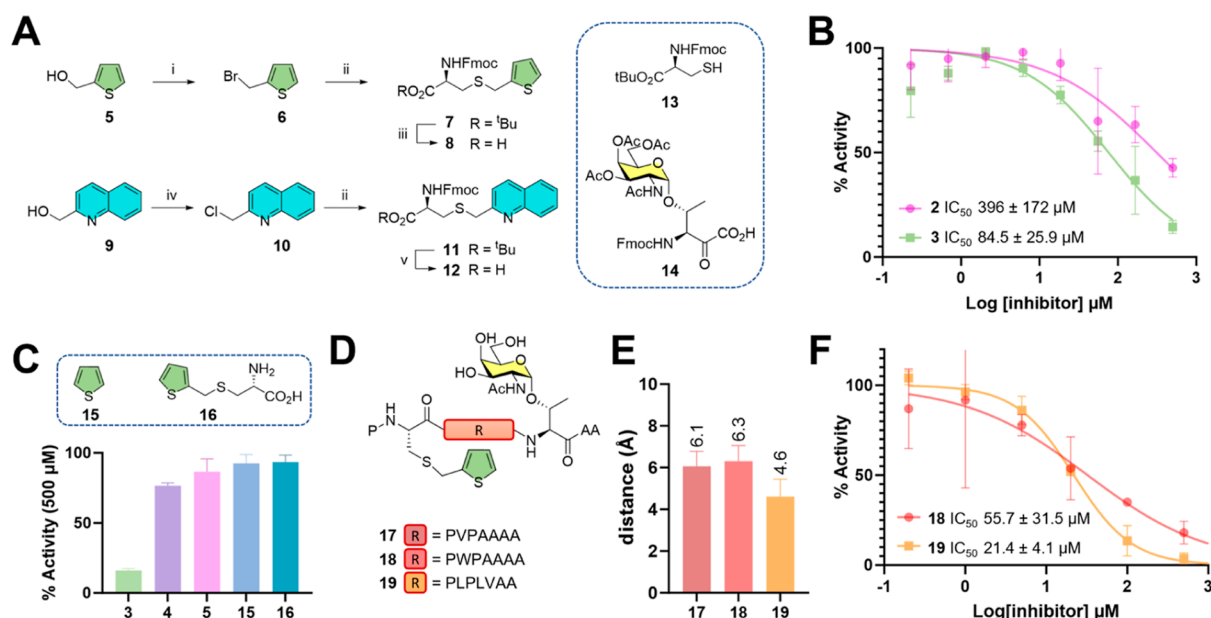 A
HO
S
5
i
Br
S
6
ii
NHFmoc
RO₂C
S
S
7 R = ᵗBu
iii
8 R = H
HO
N
9
iv
Cl
N
10
ii
NHFmoc
RO₂C
S
N
11 R = ᵗBu
v
12 R = H
NHFmoc
tBuO₂C
SH
13
AcO
OAc
O
AcO
AcHN
O
FmocHN
CO₂H
O
14
B
% Activity
100
50
0
2 IC₅₀ 396 ± 172 µM
3 IC₅₀ 84.5 ± 25.9 µM
-1 0 1 2 3
Log [inhibitor] µM
C
S
15
S
S
NH₂
CO₂H
16
% Activity (500 µM)
100
50
0
3 4 5 15 16
D
OH
OH
O
HO
AcHN
O
P
N
H
O
R
N
H
AA
O
S
S
17 R = PVPAAAA
18 R = PWPAAAA
19 R = PLPLVAA
E
distance (Å)
10
8
6
4
2
0
6.1
6.3
4.6
17 18 19
F
% Activity
100
50
0
18 IC₅₀ 55.7 ± 31.5 µM
19 IC₅₀ 21.4 ± 4.1 µM
0 1 2 3
Log[inhibitor] µM